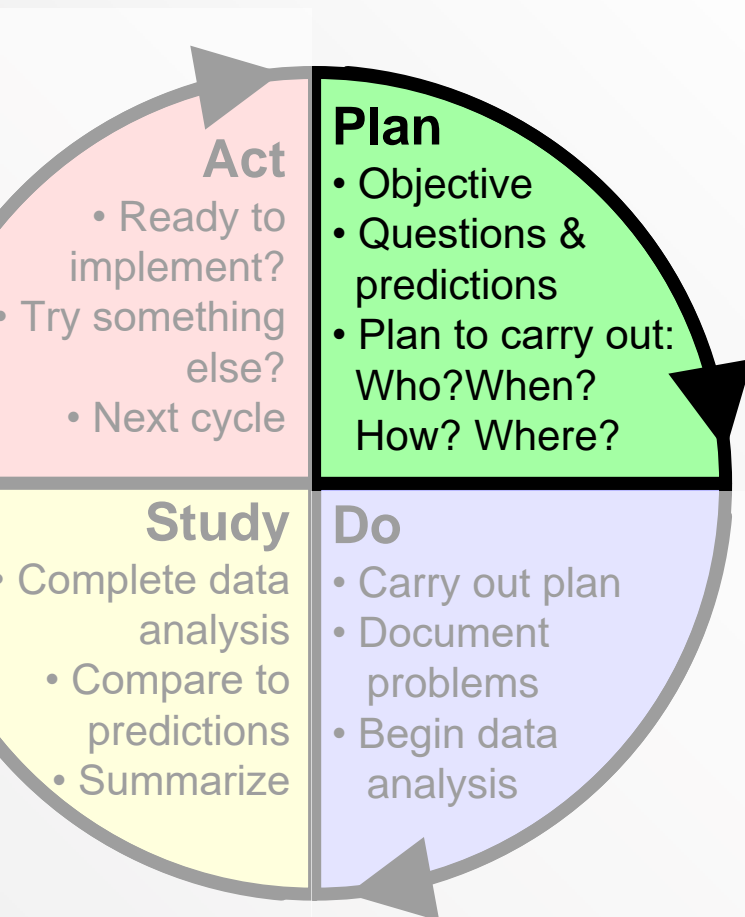 Plan
• Objective
• Questions &
predictions
• Plan to carry out:
Who?When?
How? Where?
Do
• Carry out plan
• Document
problems
• Begin data
analysis
Study
• Complete data
analysis
• Compare to
predictions
• Summarize
Act
• Ready to
implement?
• Try something
else?
• Next cycle